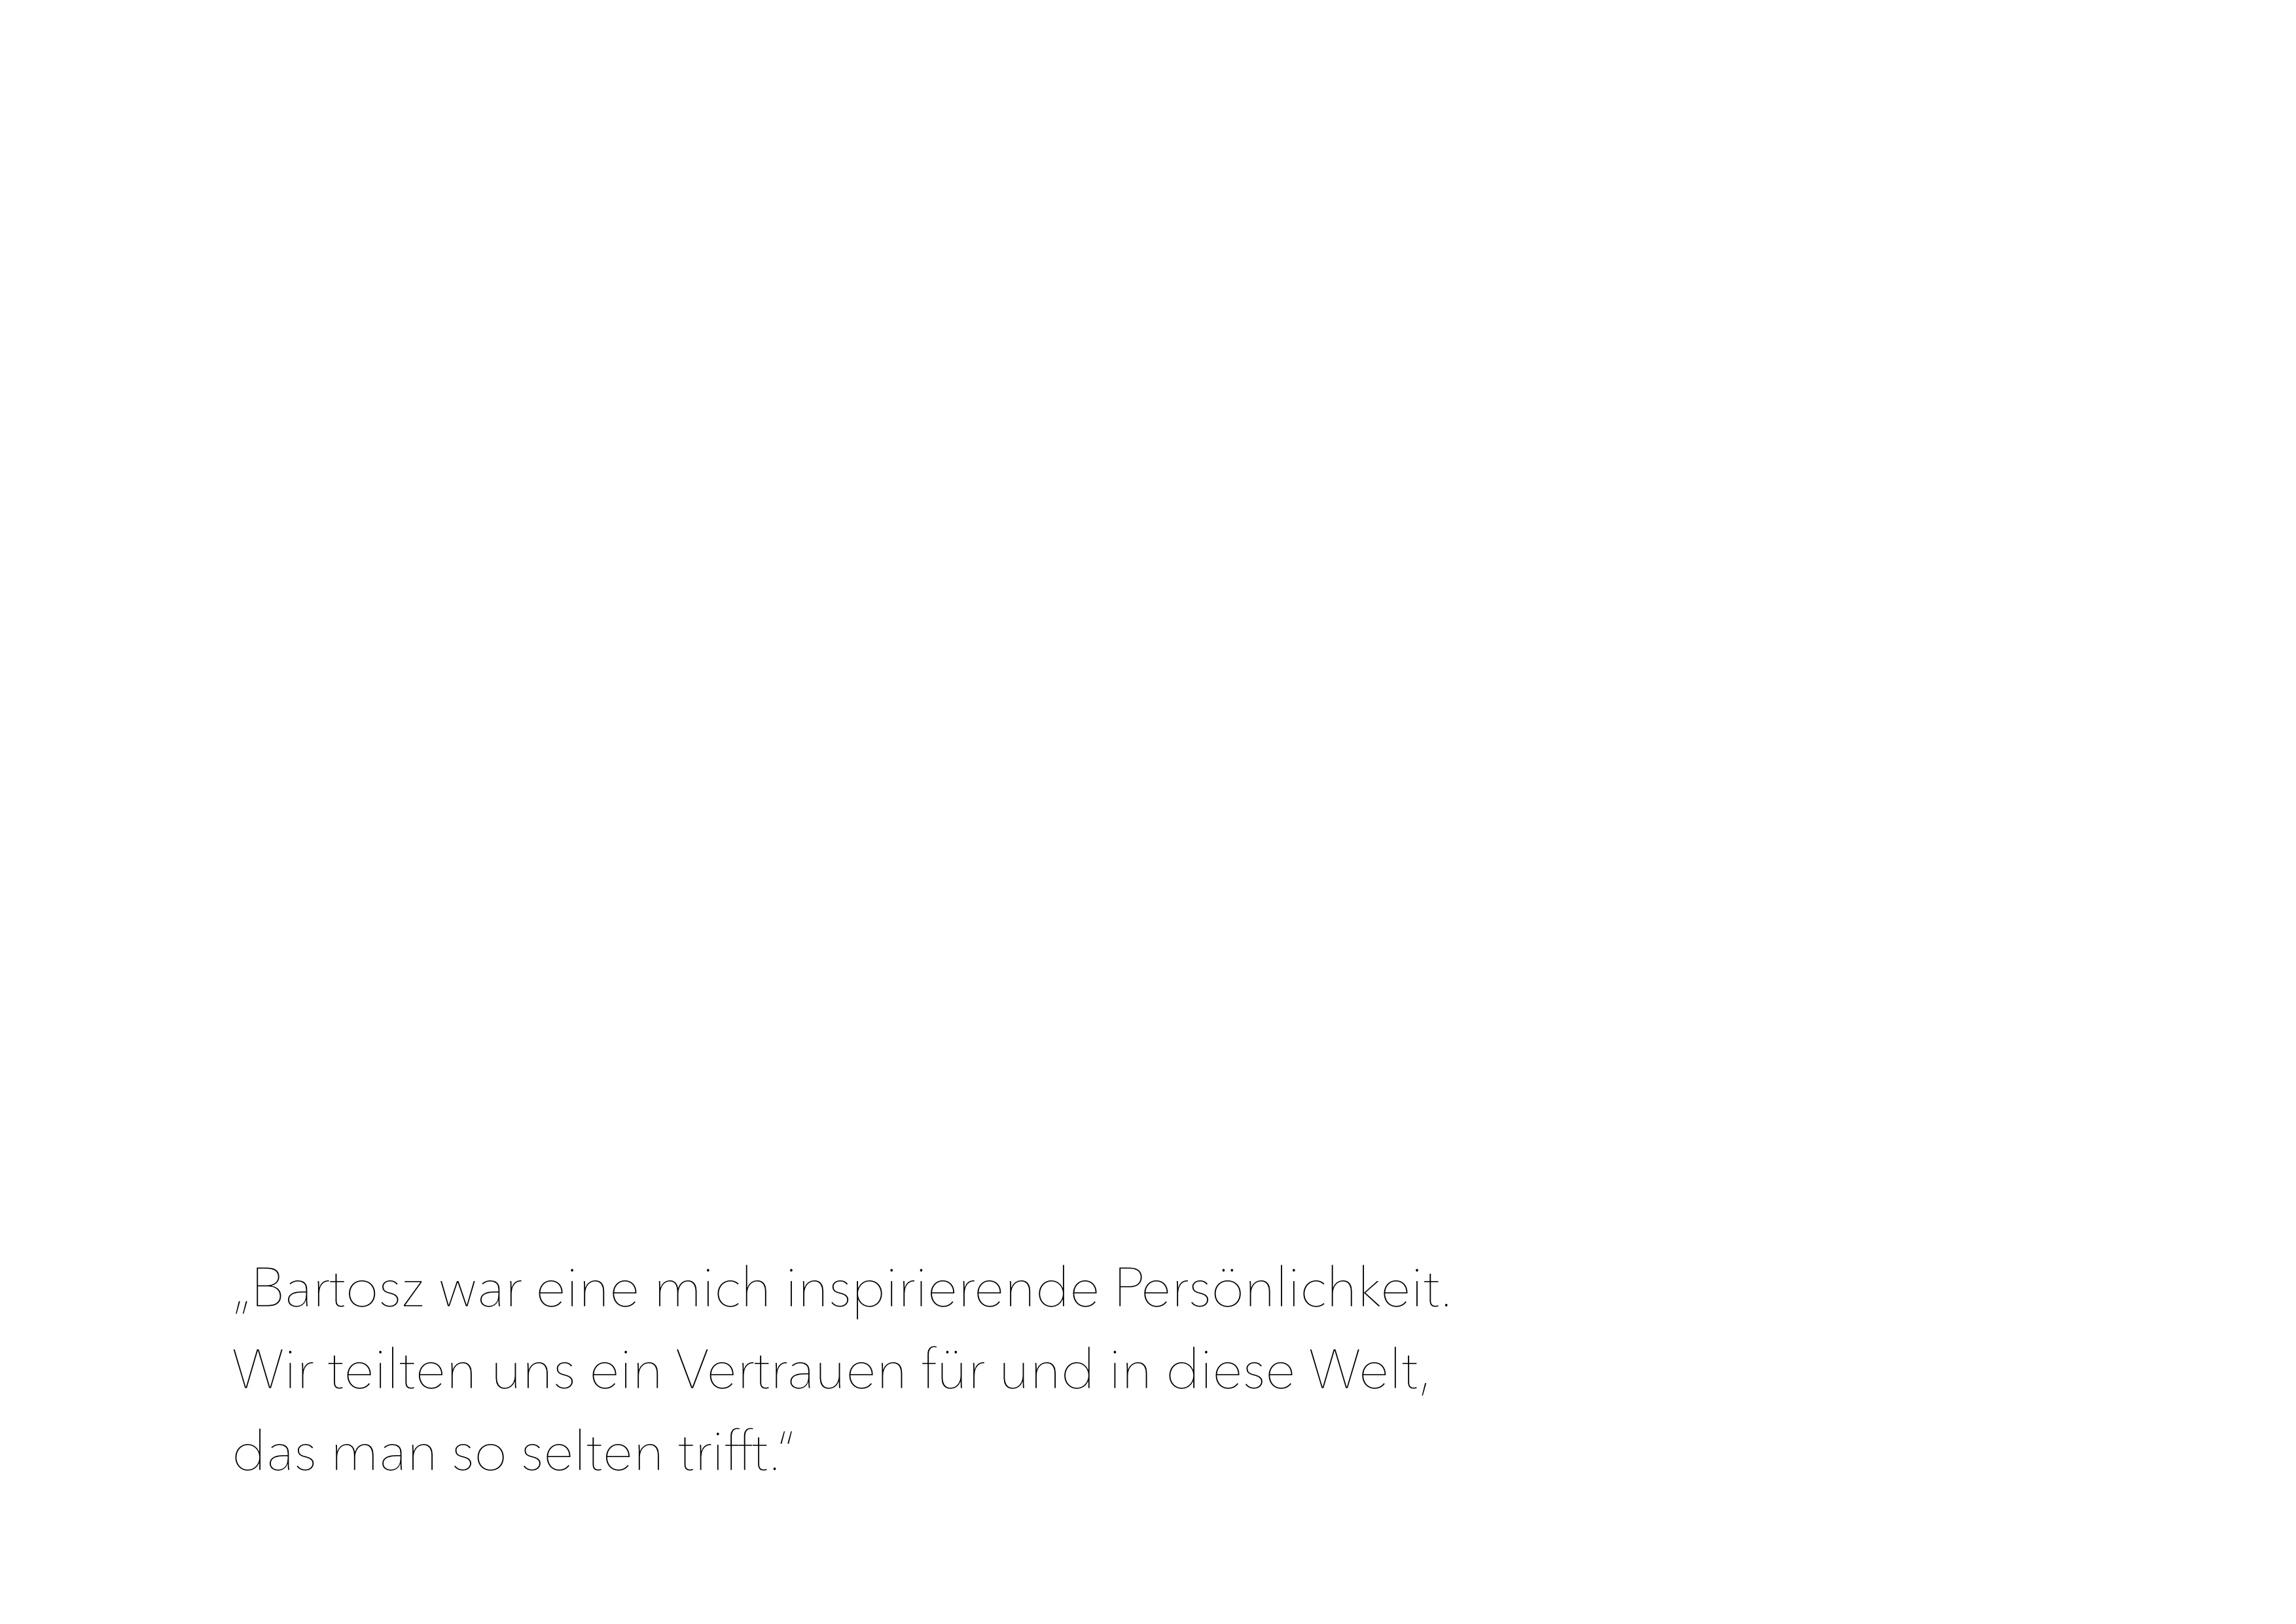 „Bartosz war eine mich inspirierende Persönlichkeit.
Wir teilten uns ein Vertrauen für und in diese Welt,
das man so selten trifft.“